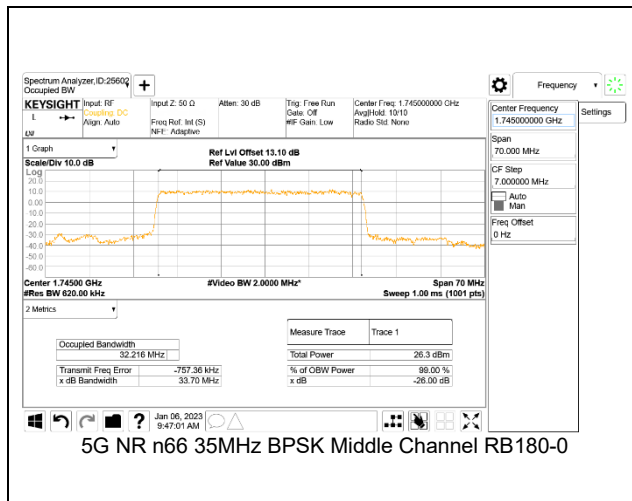 Spectrum Analyzer,ID:25602
Occupied BW
Frequency
KEYSIGHT
L
Input: RF
Coupling: DC
Align: Auto
Input Z: 50 Ω
Freq Ref: Int (S)
NFE: Adaptive
Atten: 30 dB
Trig: Free Run
Gate: Off
#IF Gain: Low
Center Freq: 1.745000000 GHz
Avg|Hold: 10/10
Radio Std: None
Center Frequency
1.745000000 GHz
Settings
Span
70.000 MHz
CF Step
7.000000 MHz
Auto
Man
Freq Offset
0 Hz
1 Graph
Scale/Div 10.0 dB
Ref Lvl Offset 13.10 dB
Ref Value 30.00 dBm
Log
20.0
10.0
0.00
-10.0
-20.0
-30.0
-40.0
-50.0
-60.0
Center 1.74500 GHz
#Video BW 2.0000 MHz*
Span 70 MHz
#Res BW 620.00 kHz
Sweep 1.00 ms (1001 pts)
2 Metrics
Measure Trace
Trace 1
Occupied Bandwidth
32.216 MHz
Total Power
26.3 dBm
Transmit Freq Error
-757.36 kHz
% of OBW Power
99.00 %
x dB Bandwidth
33.70 MHz
x dB
-26.00 dB
?
Jan 06, 2023
9:47:01 AM
5G NR n66 35MHz BPSK Middle Channel RB180-0